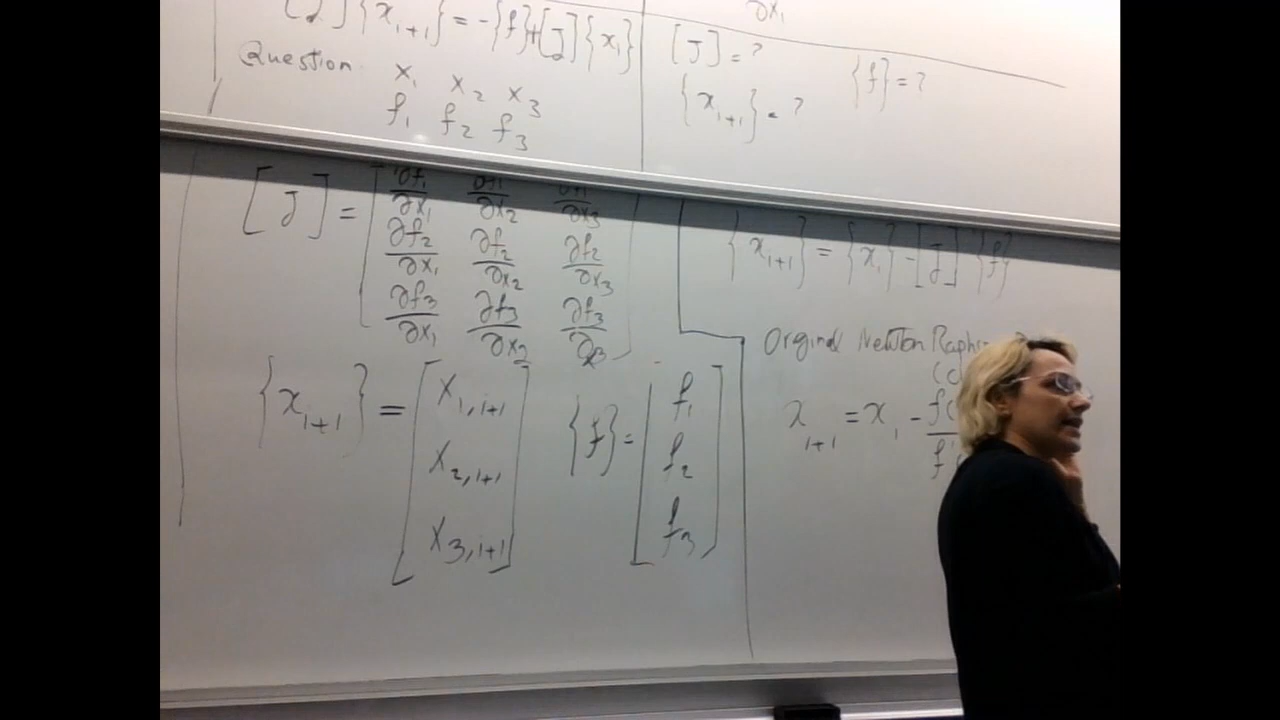 [J]{x_{i+1}} = -{f}+[J]{x_i}
Question
x_1 x_2 x_3
f_1 f_2 f_3
∂x_1
[J] = ?
{f} = ?
{x_{i+1}} = ?
[J] = [∂f_1/∂x_1 ∂f_1/∂x_2 ∂f_1/∂x_3
∂f_2/∂x_1 ∂f_2/∂x_2 ∂f_2/∂x_3
∂f_3/∂x_1 ∂f_3/∂x_2 ∂f_3/∂x_3]
{x_{i+1}} = [x_{1,i+1}
x_{2,i+1}
x_{3,i+1}]
{f} = [f_1
f_2
f_3]
{x_{i+1}} = {x_i} - [J] {f}
Orginal Newton
x_{i+1} = x_i - f(/f'(